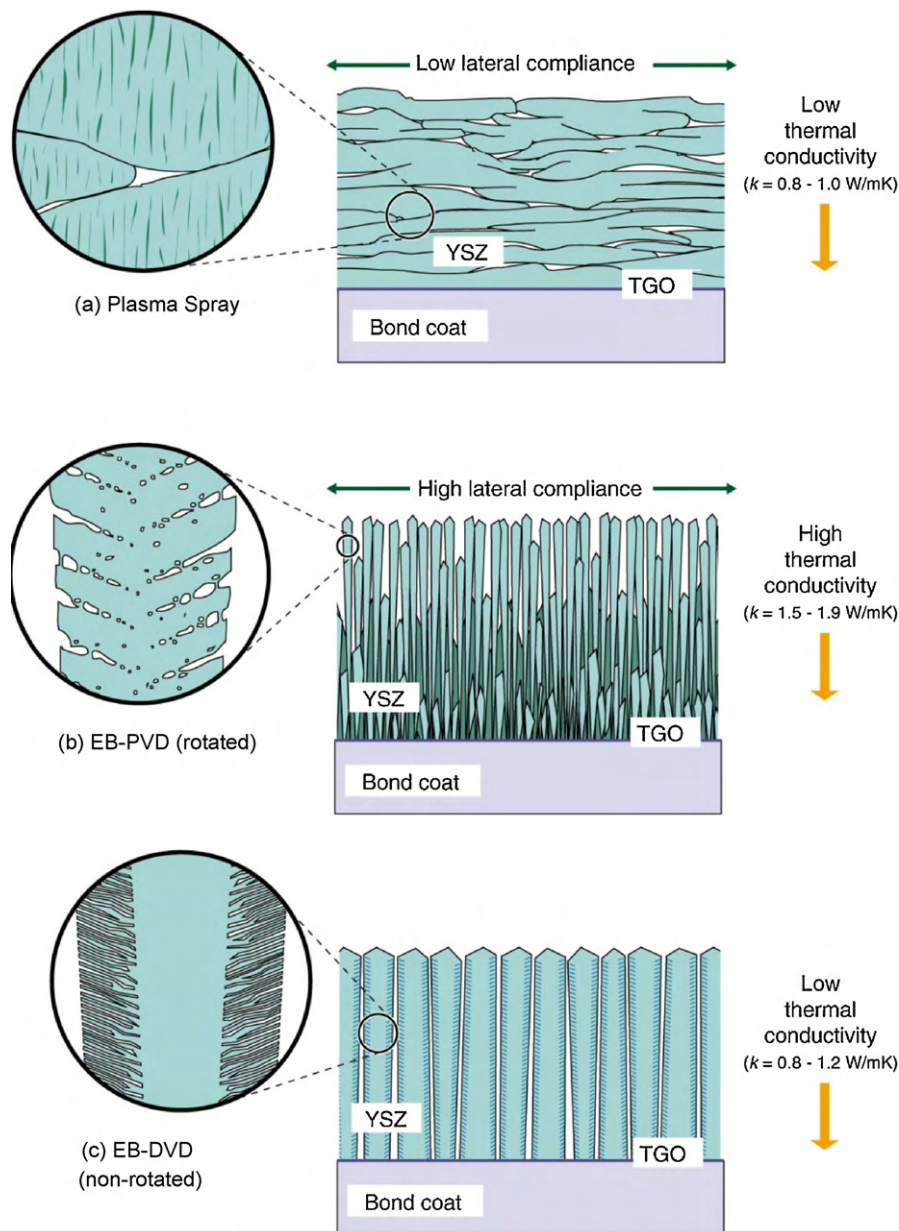 Low lateral compliance
Low
thermal
conductivity
(k = 0.8 - 1.0 W/mK)
YSZ
TGO
Bond coat
(a) Plasma Spray
High lateral compliance
High
thermal
conductivity
(k = 1.5 - 1.9 W/mK)
YSZ
TGO
Bond coat
(b) EB-PVD (rotated)
Low
thermal
conductivity
(k = 0.8 - 1.2 W/mK)
YSZ
TGO
Bond coat
(c) EB-DVD
(non-rotated)